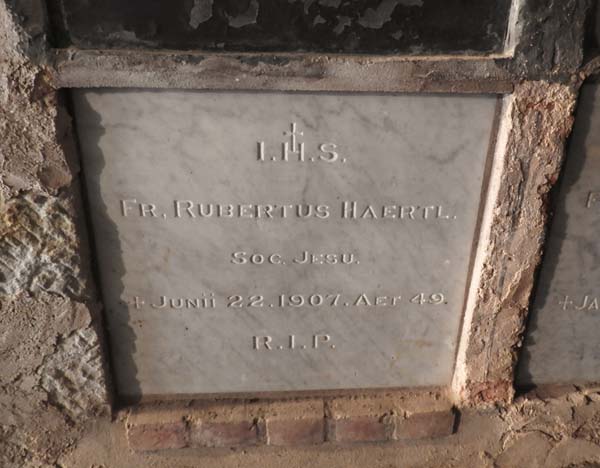 I.H.S.
FR. RUBERTUS HAERTL.
SOC. JESU.
+ JUNII 22.1907. AET 49.
R.I.P.